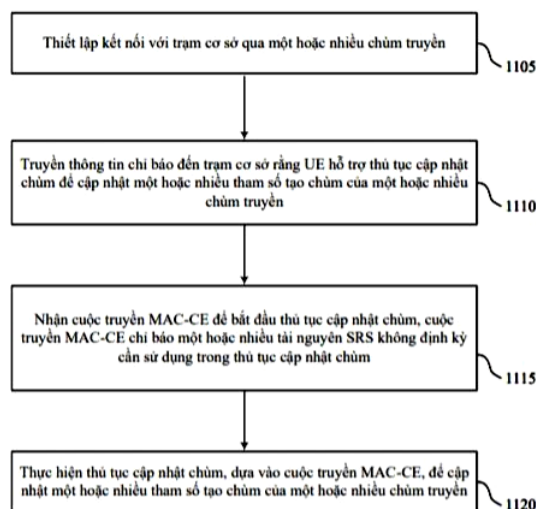 Thiết lập kết nối với trạm cơ sở qua một hoặc nhiều chùm truyền
1105
Truyền thông tin chỉ báo đến trạm cơ sở rằng UE hỗ trợ thủ tục cập nhật
chùm để cập nhật một hoặc nhiều tham số tạo chùm của một hoặc nhiều
chùm truyền
1110
Nhận cuộc truyền MAC-CE để bắt đầu thủ tục cập nhật chùm, cuộc
truyền MAC-CE chỉ báo một hoặc nhiều tài nguyên SRS không định kỳ
cần sử dụng trong thủ tục cập nhật chùm
1115
Thực hiện thủ tục cập nhật chùm, dựa vào cuộc truyền MAC-CE, để cập
nhật một hoặc nhiều tham số tạo chùm của một hoặc nhiều chùm truyền
1120